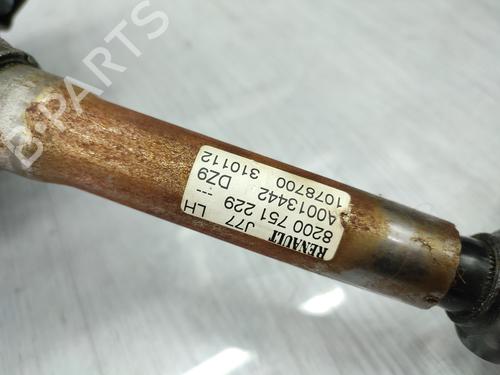 B-PARTS
RENAULT J77 LH ---
8200 751 229 DZ9
A0013442
1078700 310112